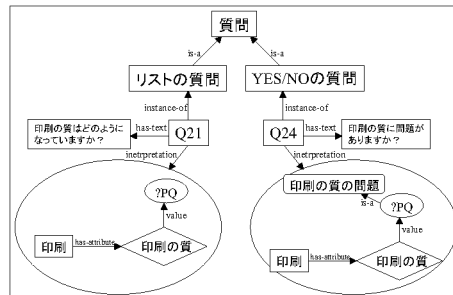 質問
is-a
is-a
リストの質問
YES/NOの質問
instance-of
instance-of
印刷の質はどのように
なっていますか？
has-text
Q21
Q24
has-text
印刷の質に問題が
ありますか？
inetrpretation
inetrpretation
?PQ
value
印刷
has-attribute
印刷の質
印刷の質の問題
is-a
?PQ
value
印刷
has-attribute
印刷の質